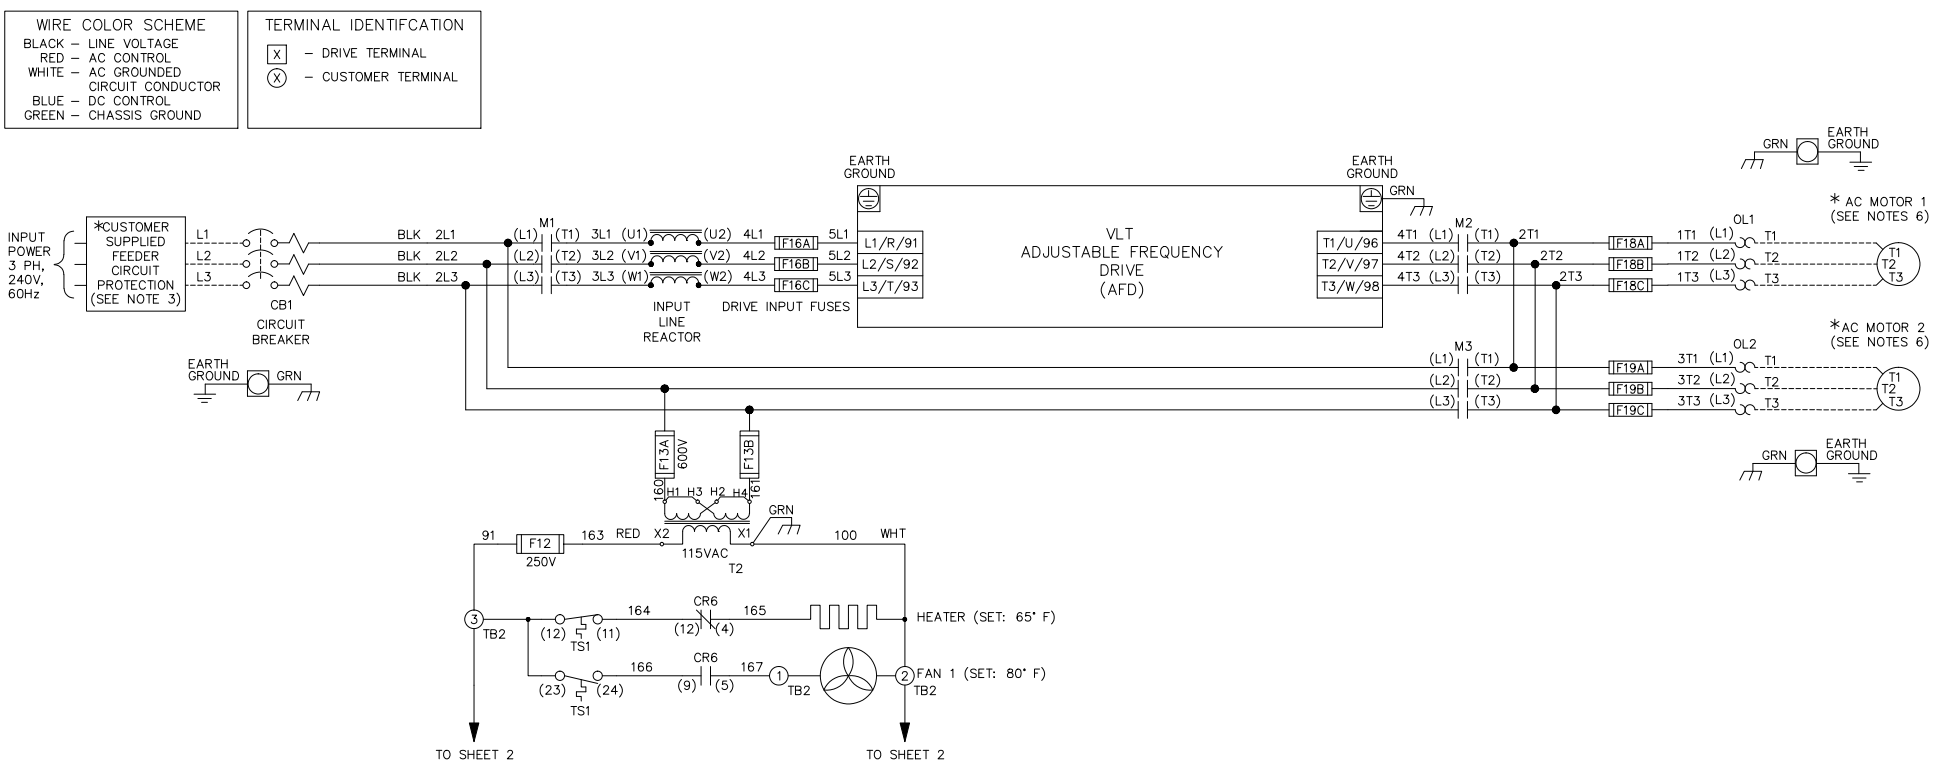 WIRE COLOR SCHEME
BLACK – LINE VOLTAGE
RED – AC CONTROL
WHITE – AC GROUNDED
CIRCUIT CONDUCTOR
BLUE – DC CONTROL
GREEN – CHASSIS GROUND
TERMINAL IDENTIFCATION
X – DRIVE TERMINAL
X – CUSTOMER TERMINAL
INPUT
POWER
3 PH,
240V,
60Hz
*CUSTOMER
SUPPLIED
FEEDER
CIRCUIT
PROTECTION
(SEE NOTE 3)
L1
L2
L3
CB1
CIRCUIT
BREAKER
EARTH
GROUND
GRN
BLK 2L1
BLK 2L2
BLK 2L3
M1
(L1) (T1) 3L1 (U1) (U2) 4L1 F16A 5L1
(L2) (T2) 3L2 (V1) (V2) 4L2 F16B 5L2
(L3) (T3) 3L3 (W1) (W2) 4L3 F16C 5L3
INPUT
LINE
REACTOR
DRIVE INPUT FUSES
EARTH
GROUND
L1/R/91
L2/S/92
L3/T/93
VLT
ADJUSTABLE FREQUENCY
DRIVE
(AFD)
EARTH
GROUND
GRN
T1/U/96
T2/V/97
T3/W/98
M2
4T1 (L1) (T1) 2T1 F18A 1T1 (L1) T1
4T2 (L2) (T2) 2T2 F18B 1T2 (L2) T2
4T3 (L3) (T3) 2T3 F18C 1T3 (L3) T3
OL1
GRN
EARTH
GROUND
* AC MOTOR 1
(SEE NOTES 6)
T1
T2
T3
M3
(L1) (T1) F19A 3T1 (L1) T1
(L2) (T2) F19B 3T2 (L2) T2
(L3) (T3) F19C 3T3 (L3) T3
OL2
*AC MOTOR 2
(SEE NOTES 6)
T1
T2
T3
GRN
EARTH
GROUND
F13A
600V
F13B
160
161
H1 H3 H2 H4
GRN
91 F12 163 RED X2 X1 100 WHT
250V
115VAC
T2
3
TB2
(12) (11)
TS1
164
CR6
(12) (4)
165
HEATER (SET: 65° F)
(23) (24)
TS1
166
CR6
(9) (5)
167
1
TB2
2
TB2
FAN 1 (SET: 80° F)
TO SHEET 2
TO SHEET 2